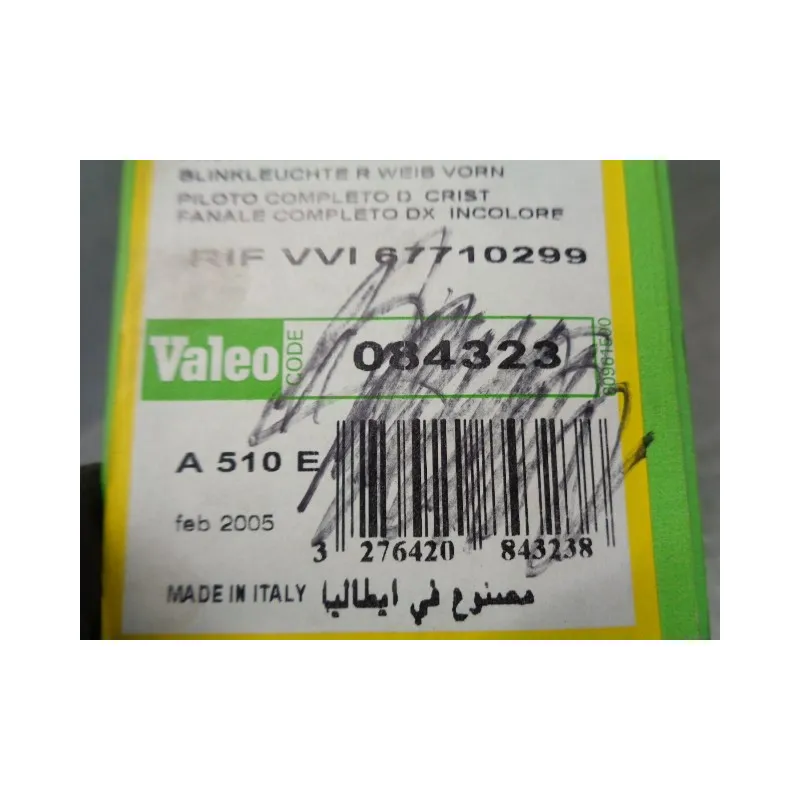 BLINKLEUCHTE R WEIB VORN
PILOTO COMPLETO D CRIST
FANALE COMPLETO DX INCOLORE
RIF VVI 67710299
Valeo CODE 084323
A 510 E
feb 2005
3 276420 843238
MADE IN ITALY مصنوع في ايطاليا